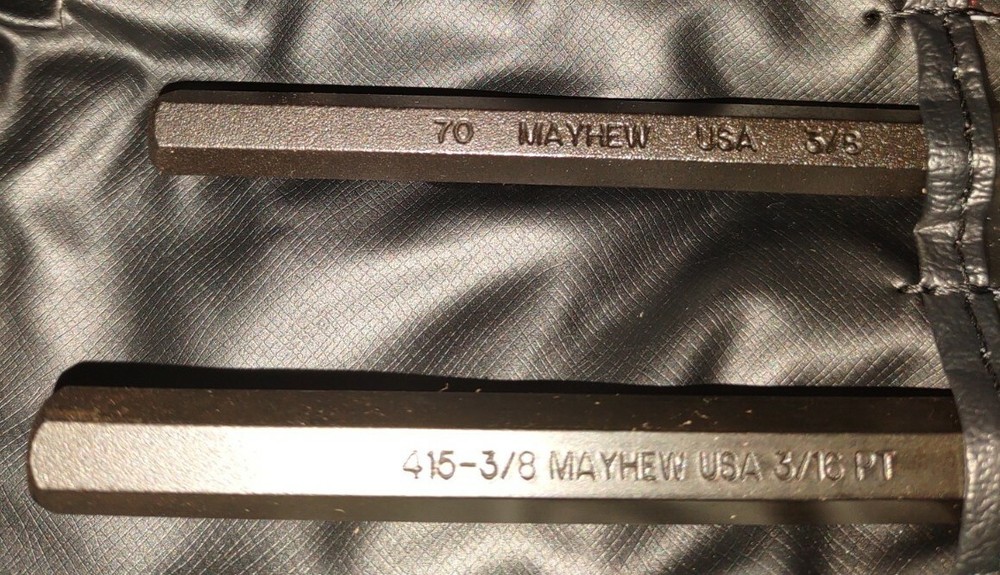 70 MAYHEW USA 3/8
415-3/8 MAYHEW USA 3/16 PT